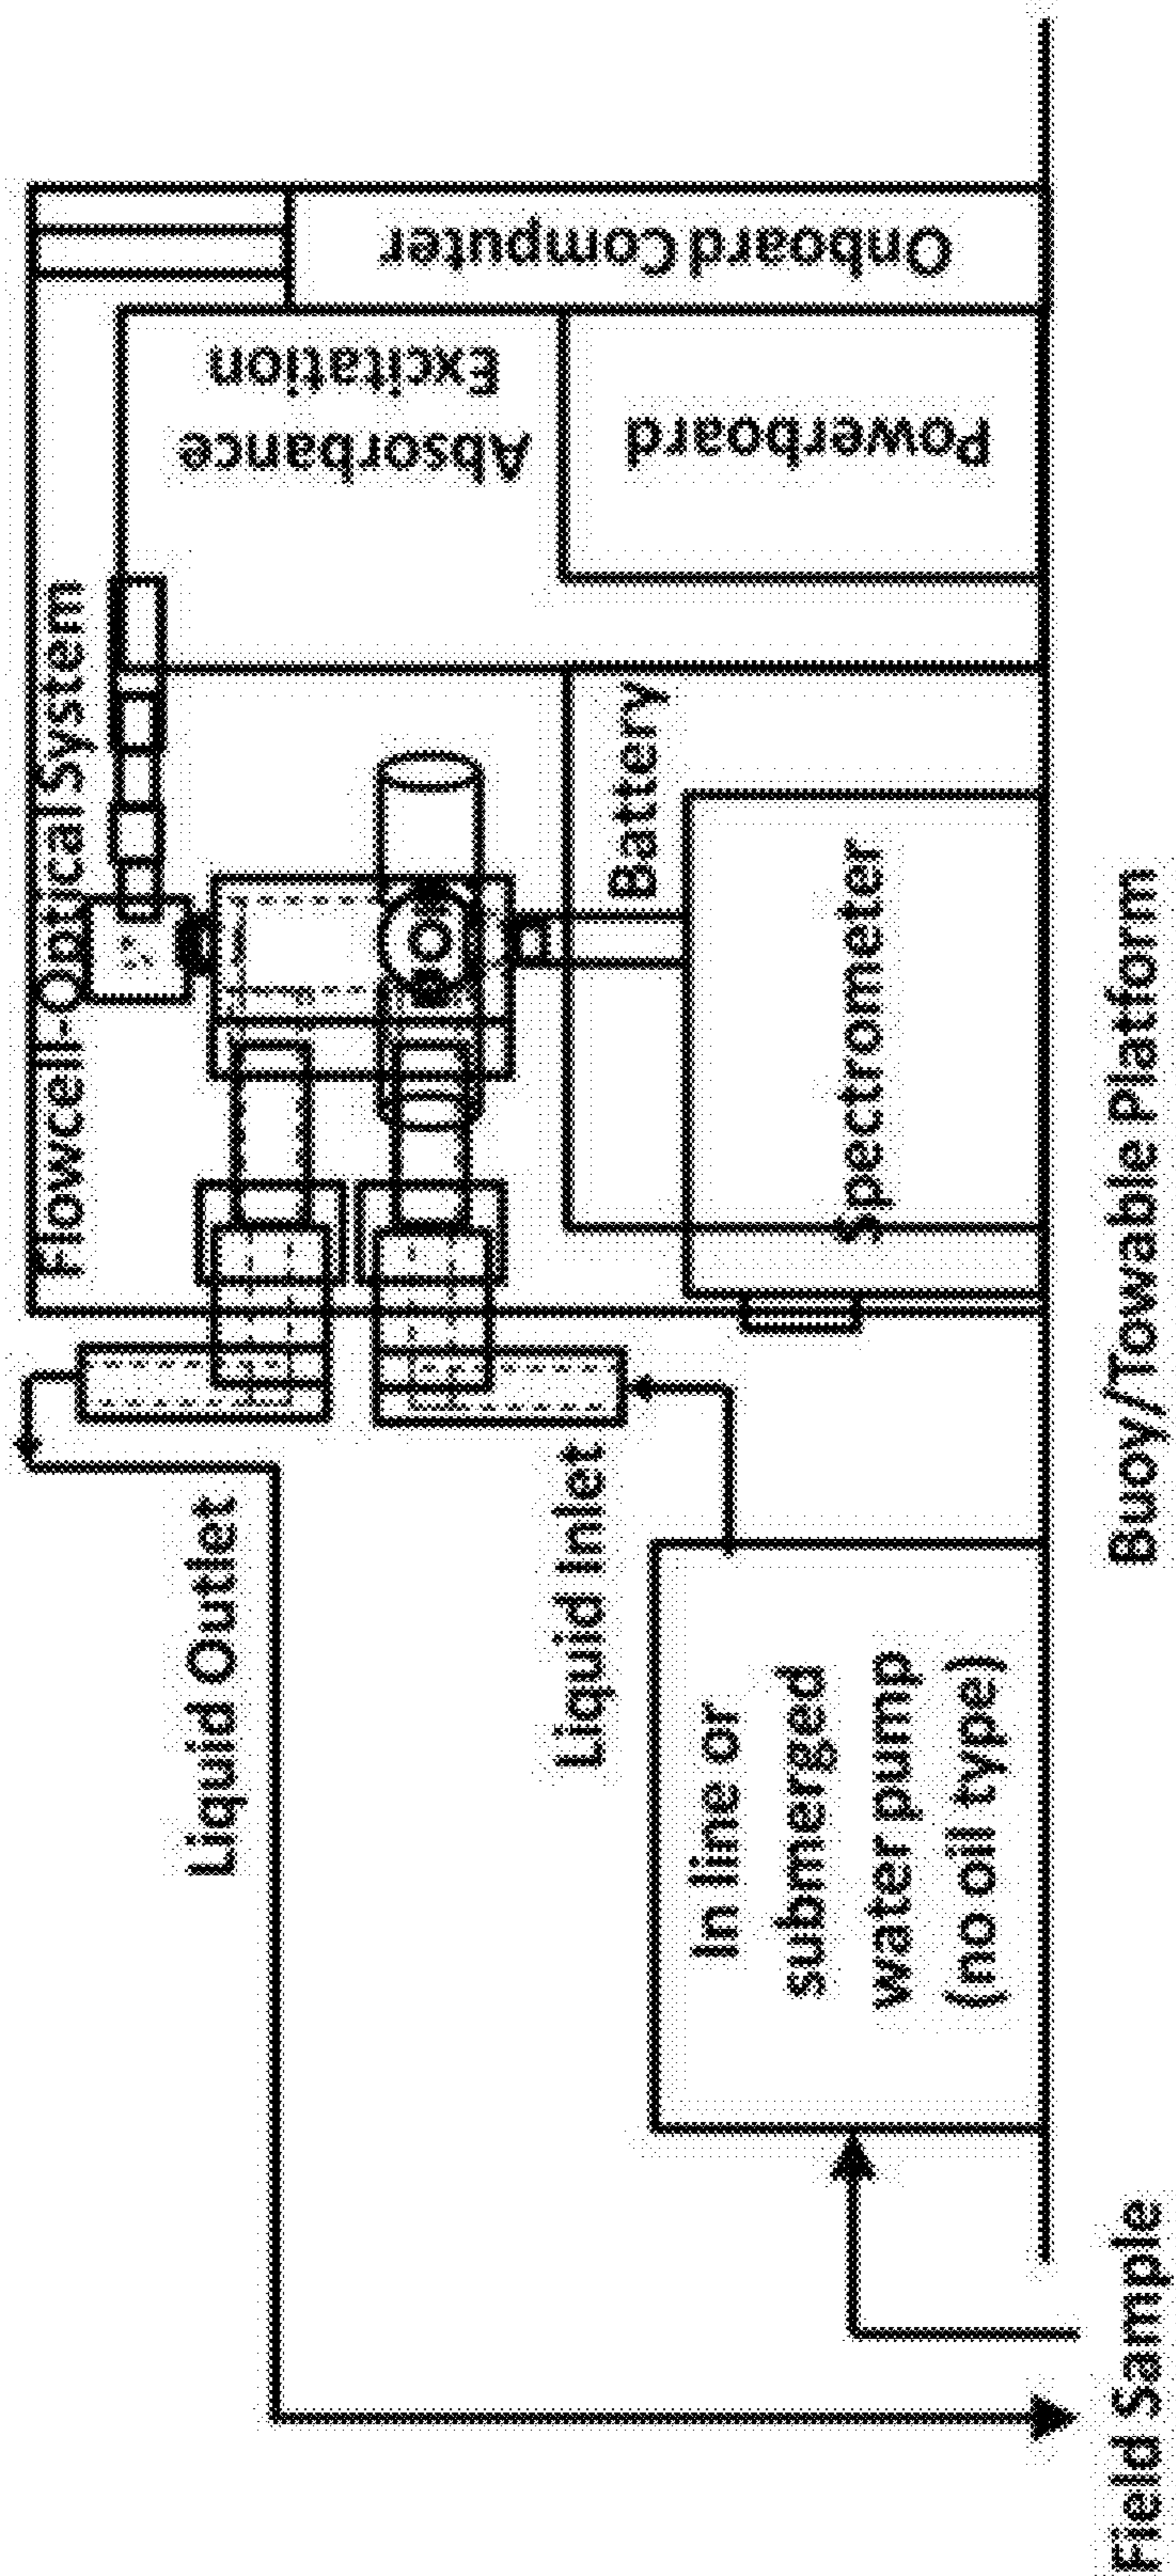 Flowcell-Optical System
Liquid Outlet
Liquid Inlet
In line or
submerged
water pump
(no oil type)
Battery
Spectrometer
Absorbance
Excitation
Powerboard
Onboard Computer
Buoy/Towable Platform
Field Sample